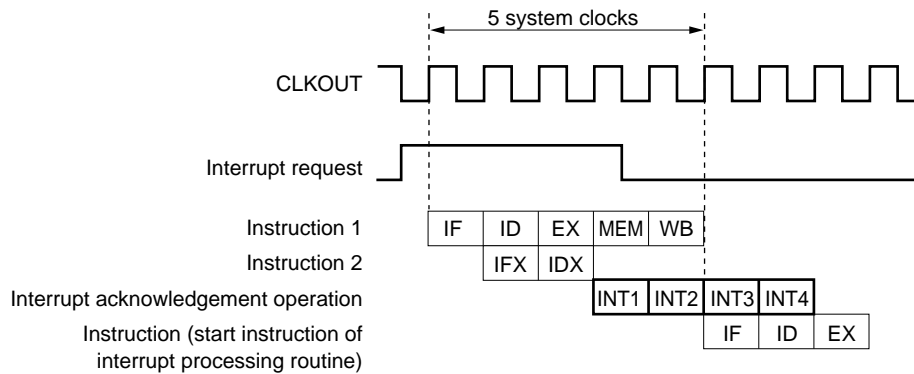 5 system clocks
CLKOUT
Interrupt request
Instruction 1
IF ID EX MEM WB
Instruction 2
IFX IDX
Interrupt acknowledgement operation
INT1 INT2 INT3 INT4
Instruction (start instruction of
interrupt processing routine)
IF ID EX